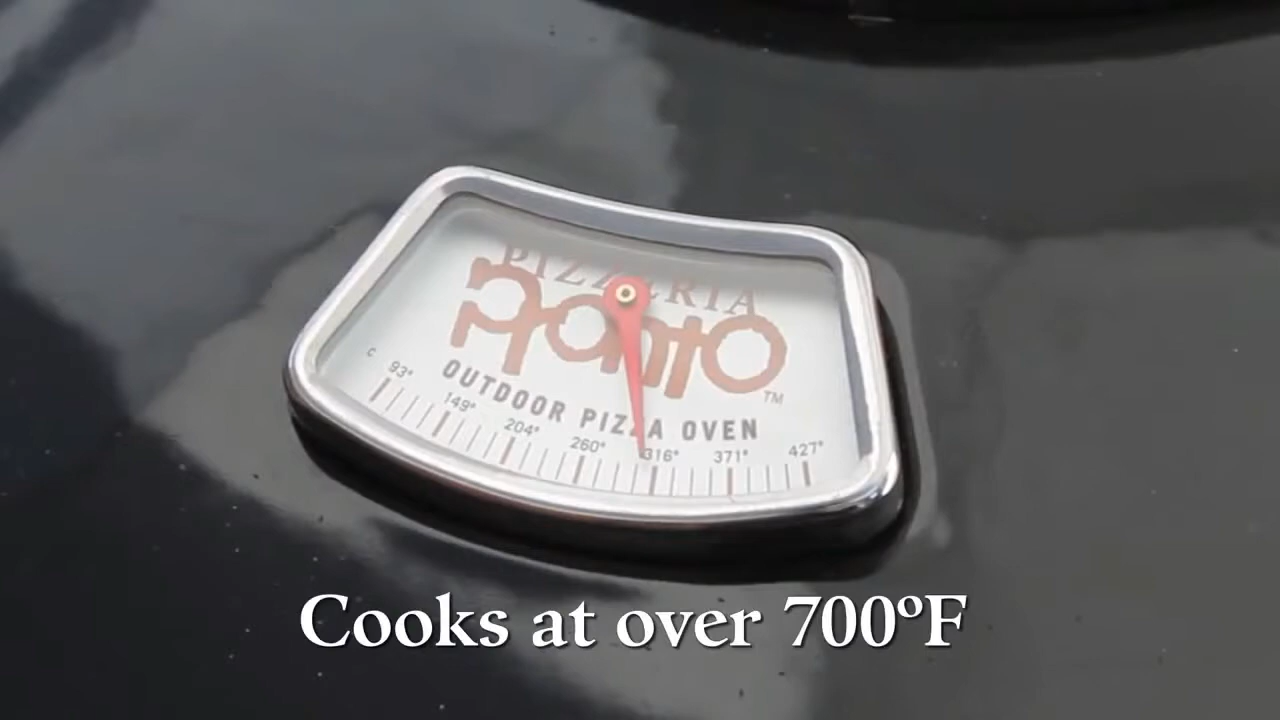 PIZZERIA
Pronto
TM
OUTDOOR PIZZA OVEN
C 93° 149° 204° 260° 316° 371° 427°
Cooks at over 700ºF